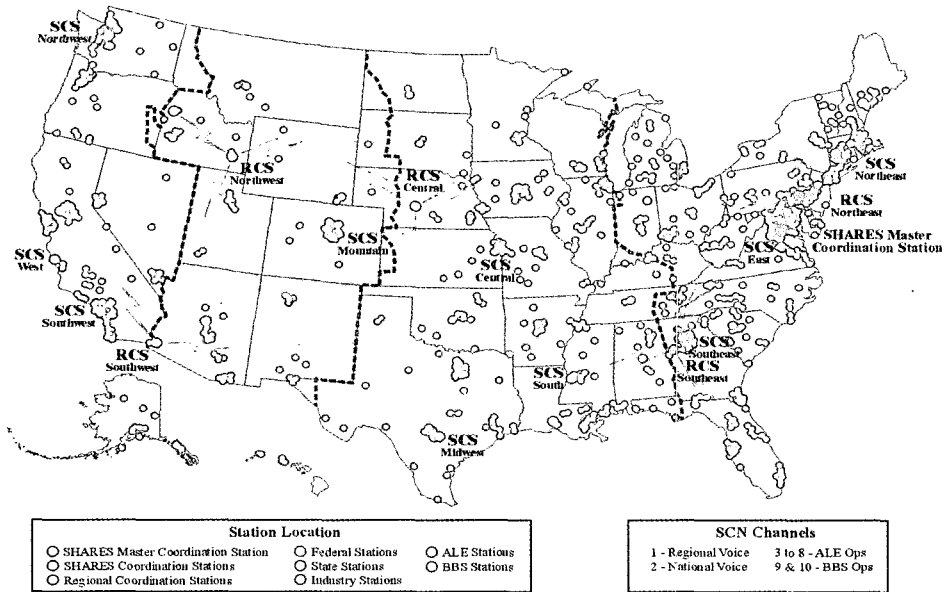 SCS
Northwest
RCS
Northwest
RCS
Central
SCS
Northeast
RCS
Northeast
SHARES Master
Coordination Station
SCS
East
SCS
West
SCS
Mountain
SCS
Central
SCS
Southwest
RCS
Southwest
SCS
Southeast
RCS
Southeast
SCS
South
SCS
Midwest
Station Location
SHARES Master Coordination Station
SHARES Coordination Stations
Regional Coordination Stations
Federal Stations
State Stations
Industry Stations
ALE Stations
BBS Stations
SCN Channels
1 - Regional Voice
2 - National Voice
3 to 8 - ALE Ops
9 & 10 - BBS Ops